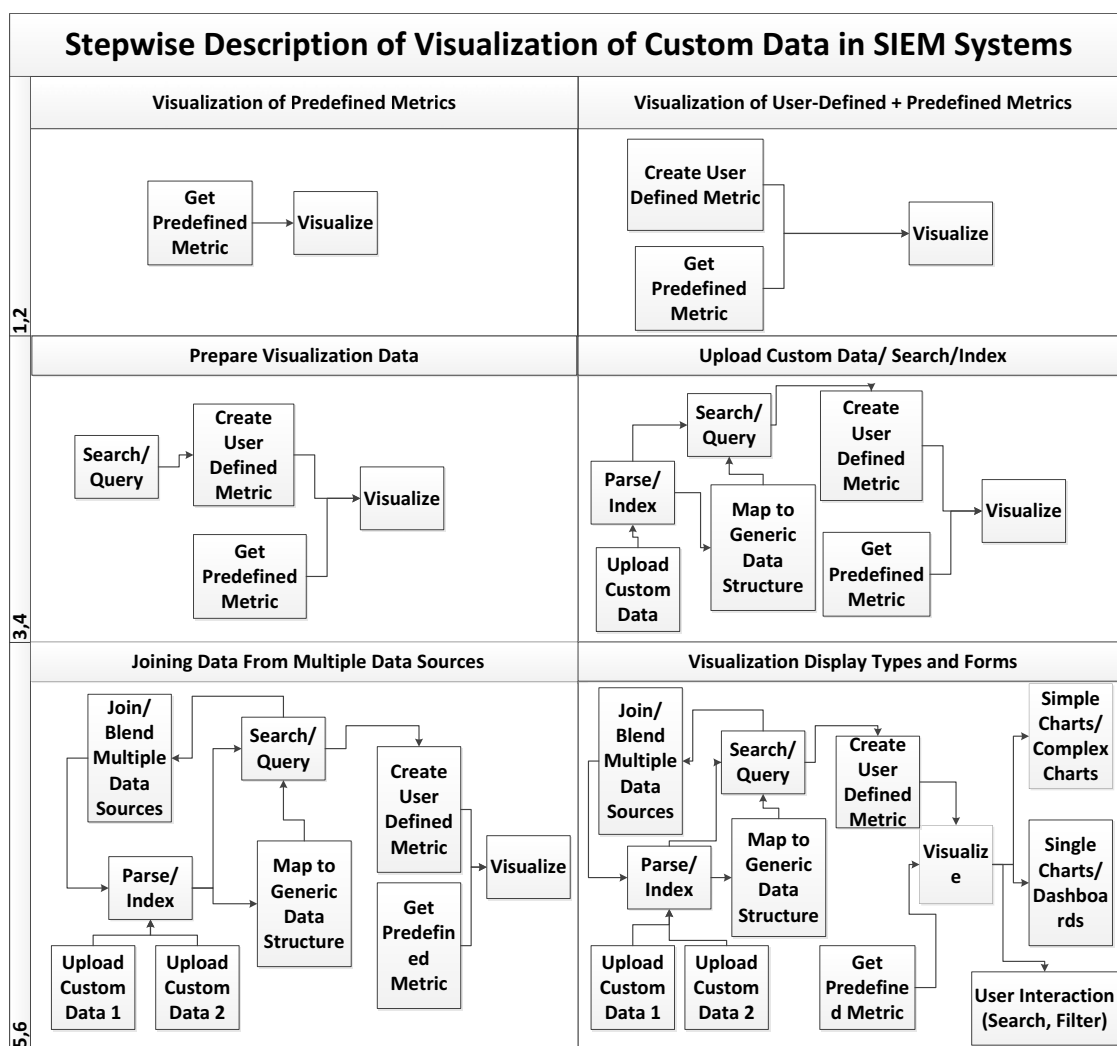 Stepwise Description of Visualization of Custom Data in SIEM Systems
Visualization of Predefined Metrics
Visualization of User-Defined + Predefined Metrics
1,2
Get
Predefined
Metric
Visualize
Create User
Defined Metric
Get
Predefined
Metric
Visualize
Prepare Visualization Data
Upload Custom Data/ Search/Index
3,4
Search/
Query
Create
User
Defined
Metric
Get
Predefined
Metric
Visualize
Search/
Query
Parse/
Index
Upload
Custom
Data
Map to
Generic
Data
Structure
Create
User
Defined
Metric
Get
Predefined
Metric
Visualize
Joining Data From Multiple Data Sources
Visualization Display Types and Forms
5,6
Join/
Blend
Multiple
Data
Sources
Search/
Query
Parse/
Index
Upload
Custom
Data 1
Upload
Custom
Data 2
Map to
Generic
Data
Structure
Create
User
Defined
Metric
Get
Predefin
ed
Metric
Visualize
Join/
Blend
Multiple
Data
Sources
Search/
Query
Parse/
Index
Upload
Custom
Data 1
Upload
Custom
Data 2
Map to
Generic
Data
Structure
Create
User
Defined
Metric
Get
Predefine
d Metric
Visualiz
e
Simple
Charts/
Complex
Charts
Single
Charts/
Dashboa
rds
User Interaction
(Search, Filter)